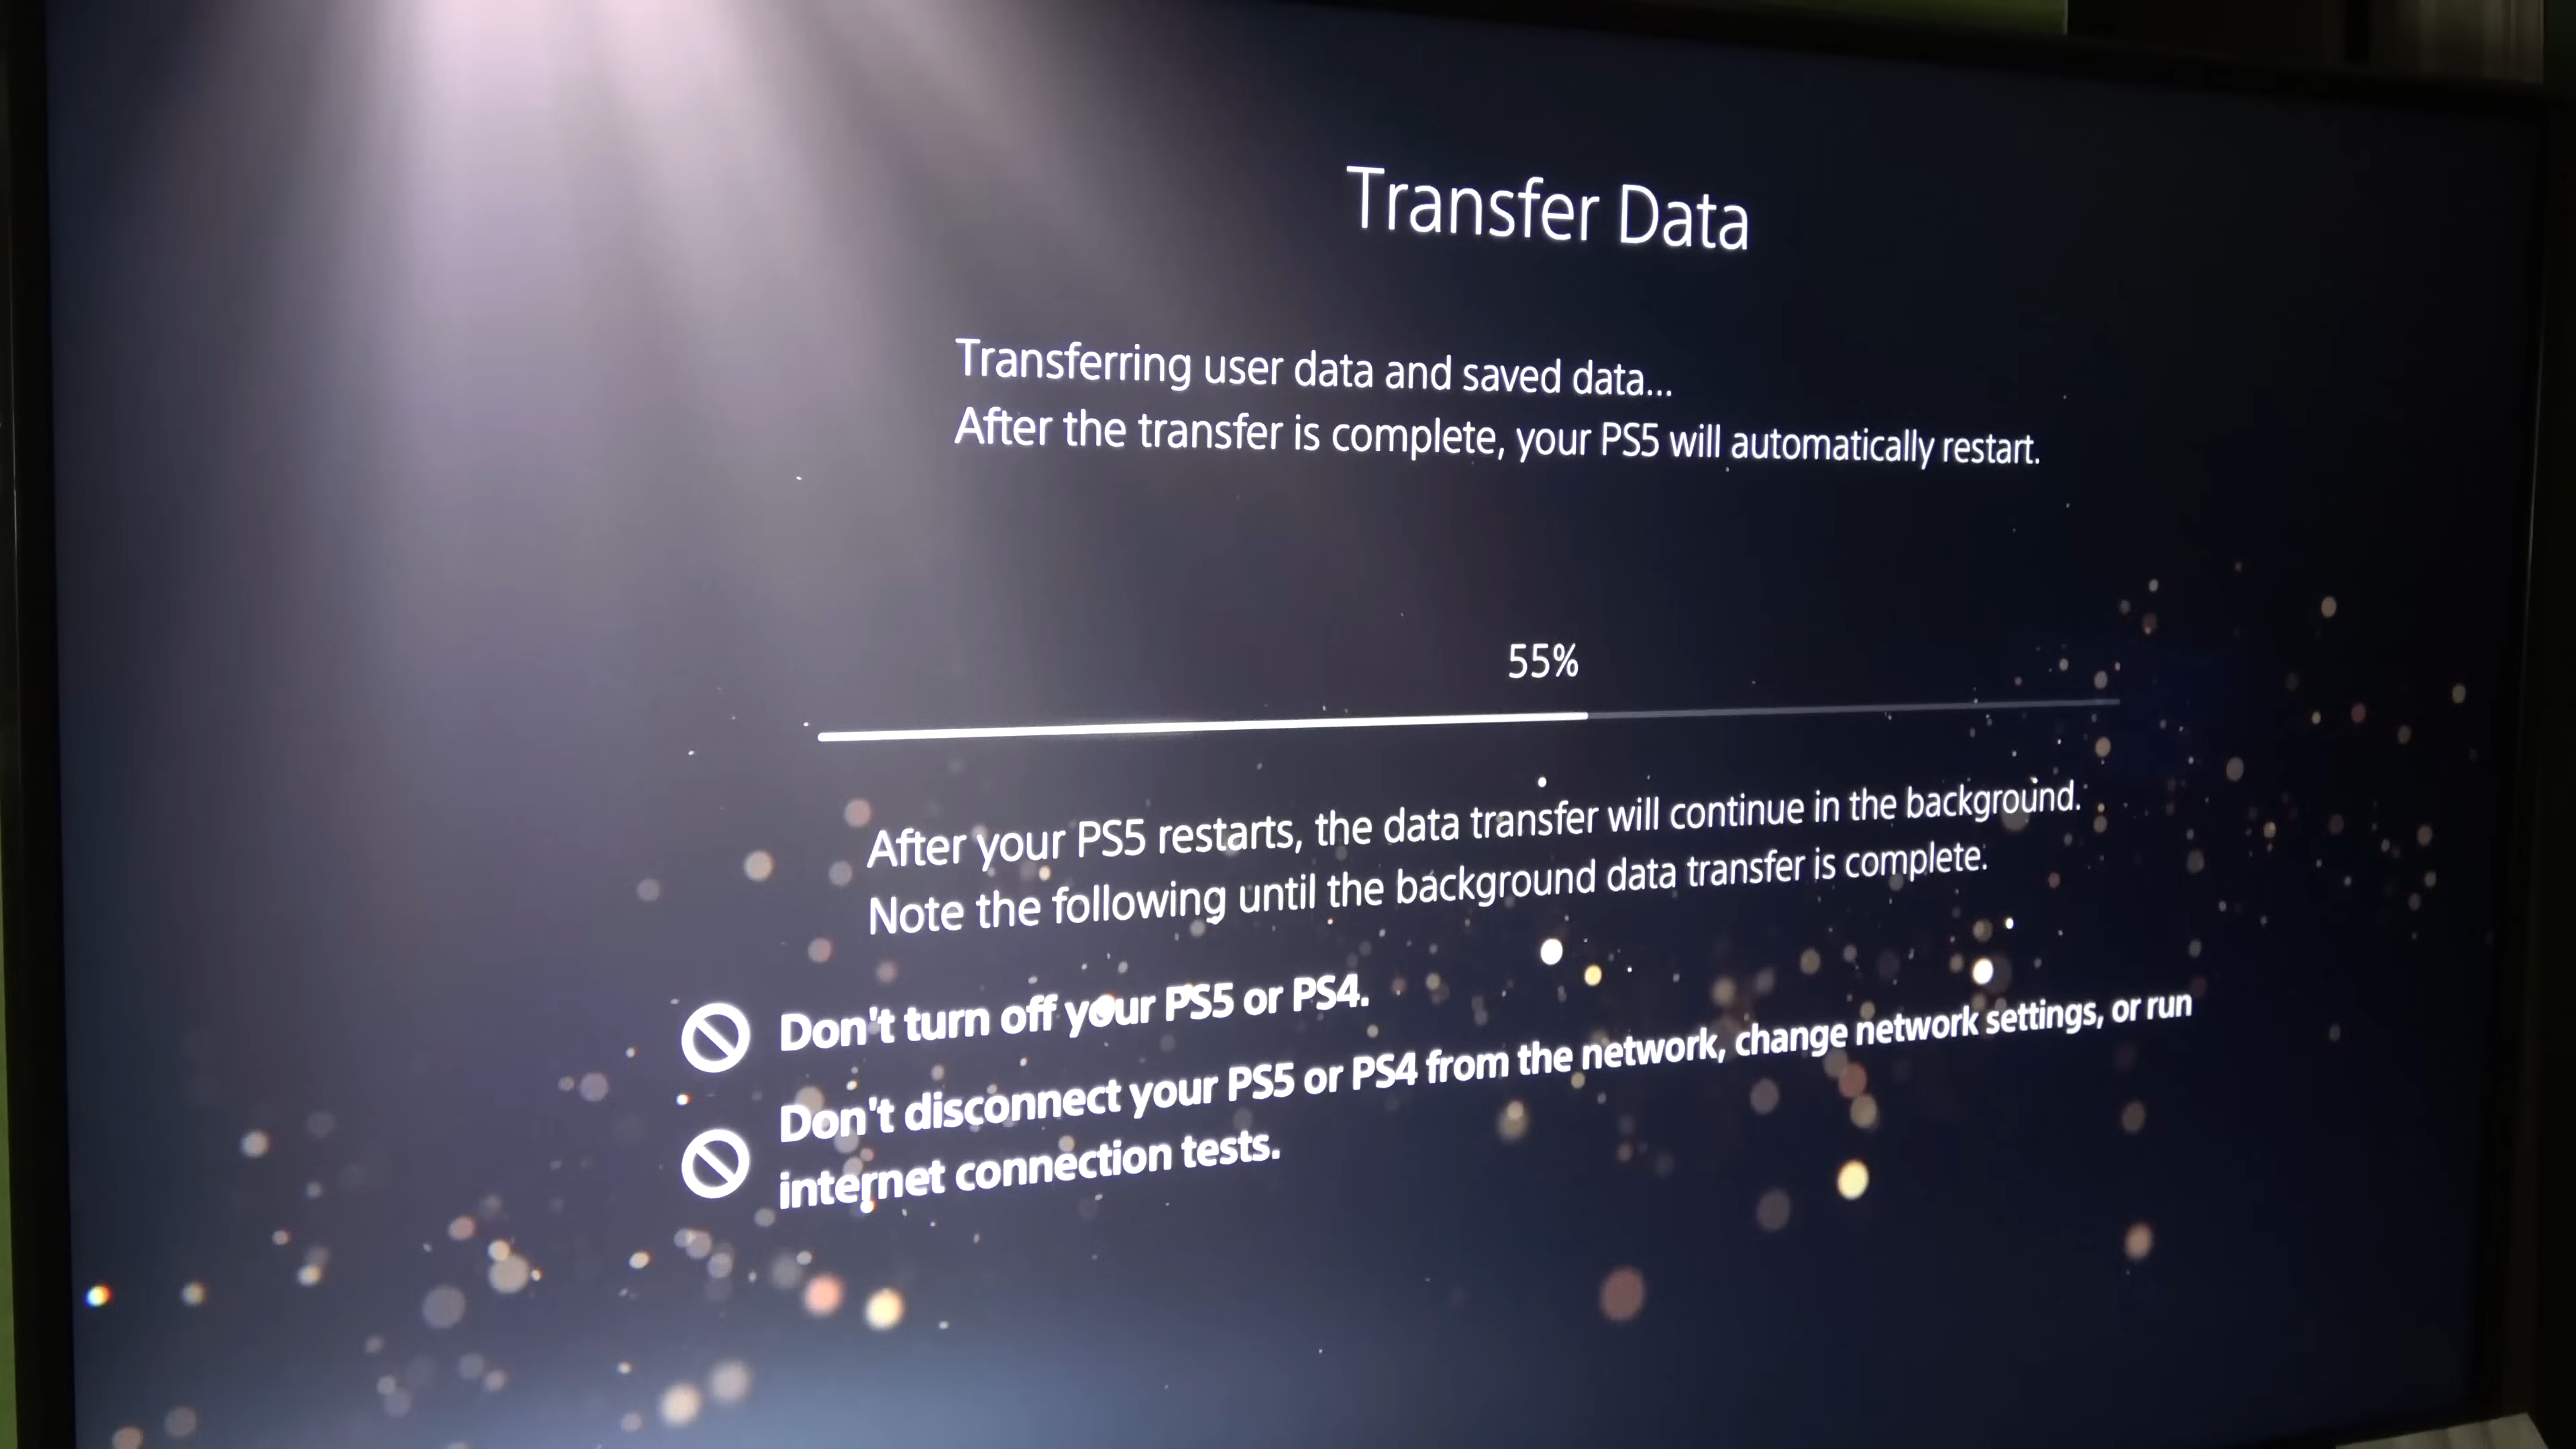 Transfer Data
Transferring user data and saved data...
After the transfer is complete, your PS5 will automatically restart.
55%
After your PS5 restarts, the data transfer will continue in the background.
Note the following until the background data transfer is complete.
Don't turn off your PS5 or PS4.
Don't disconnect your PS5 or PS4 from the network, change network settings, or run
internet connection tests.